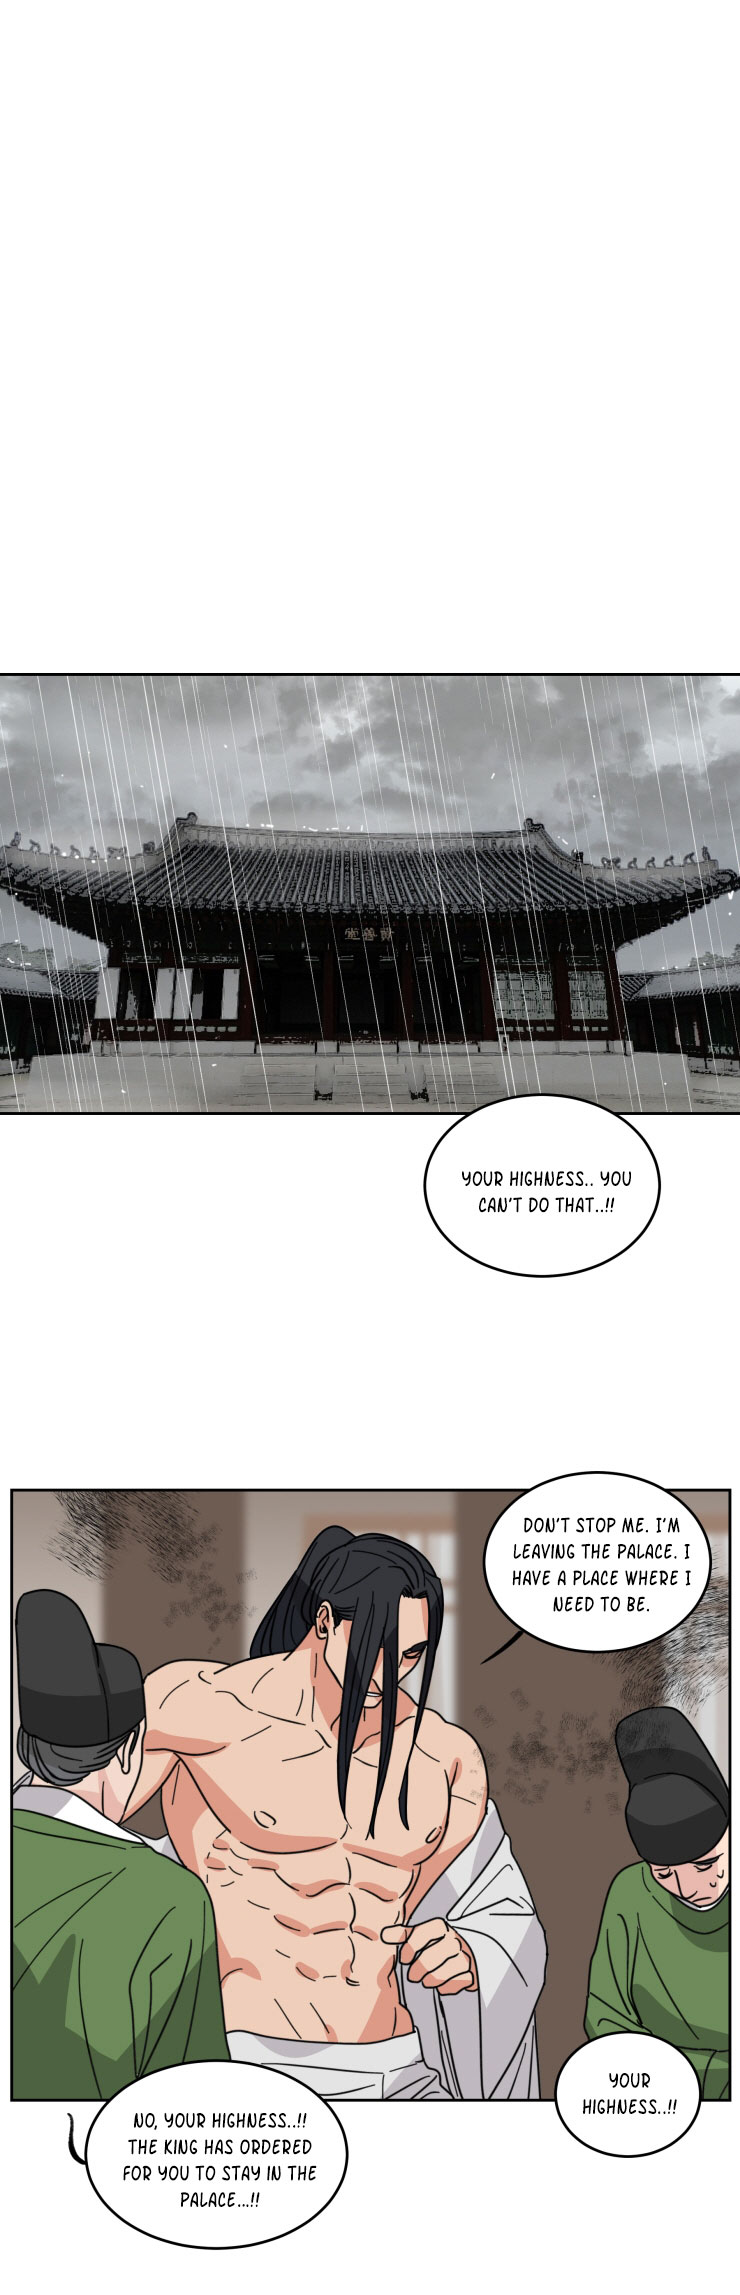 YOUR HIGHNESS.. YOU
CAN'T DO THAT..!!
DON'T STOP ME. I'M
LEAVING THE PALACE. I
HAVE A PLACE WHERE I
NEED TO BE.
YOUR
HIGHNESS..!!
NO, YOUR HIGHNESS..!!
THE KING HAS ORDERED
FOR YOU TO STAY IN THE
PALACE...!!